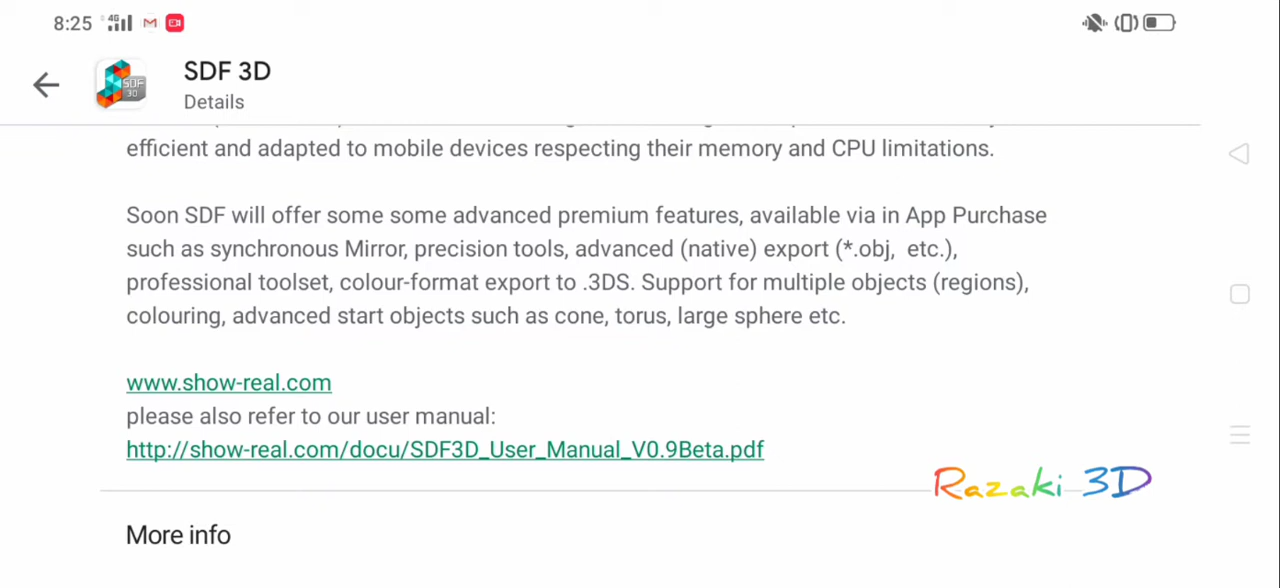 8:25 4G
SDF 3D
SDF
3D
Details
efficient and adapted to mobile devices respecting their memory and CPU limitations.
Soon SDF will offer some some advanced premium features, available via in App Purchase
such as synchronous Mirror, precision tools, advanced (native) export (*.obj, etc.),
professional toolset, colour-format export to .3DS. Support for multiple objects (regions),
colouring, advanced start objects such as cone, torus, large sphere etc.
www.show-real.com
please also refer to our user manual:
http://show-real.com/docu/SDF3D_User_Manual_V0.9Beta.pdf
Razaki 3D
More info